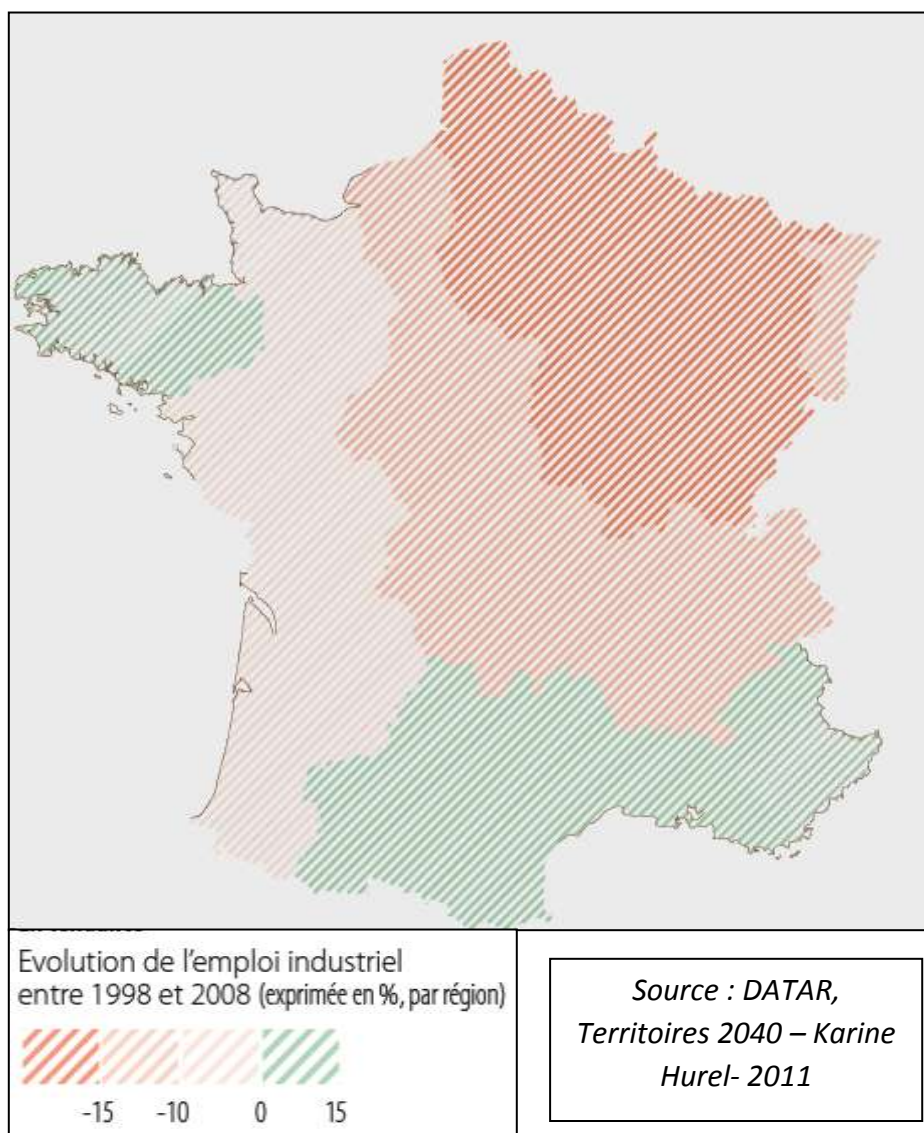 Evolution de l'emploi industriel
entre 1998 et 2008 (exprimée en %, par région)
-15 -10 0 15
Source : DATAR,
Territoires 2040 – Karine
Hurel- 2011